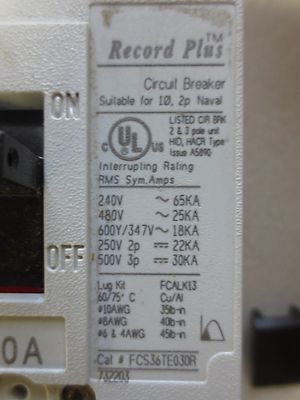 Record Plus™
Circuit Breaker
Suitable for 1Ø, 2p Naval
ON
LISTED CIR BRK
2 & 3 pole unit
HID, HACR Type
Issue A5890
C UL US
Interrupting Rating
RMS Sym. Amps
240V ~ 65KA
480V ~ 25KA
600Y/347V ~ 18KA
250V 2p ⎓ 22KA
500V 3p ⎓ 30KA
OFF
Lug Kit FCALK13
60/75° C Cu/Al
#10AWG 35lb-in
#8AWG 40lb-in
#6 & 4AWG 45lb-in
0A
Cat # FCS36TE030R
732203